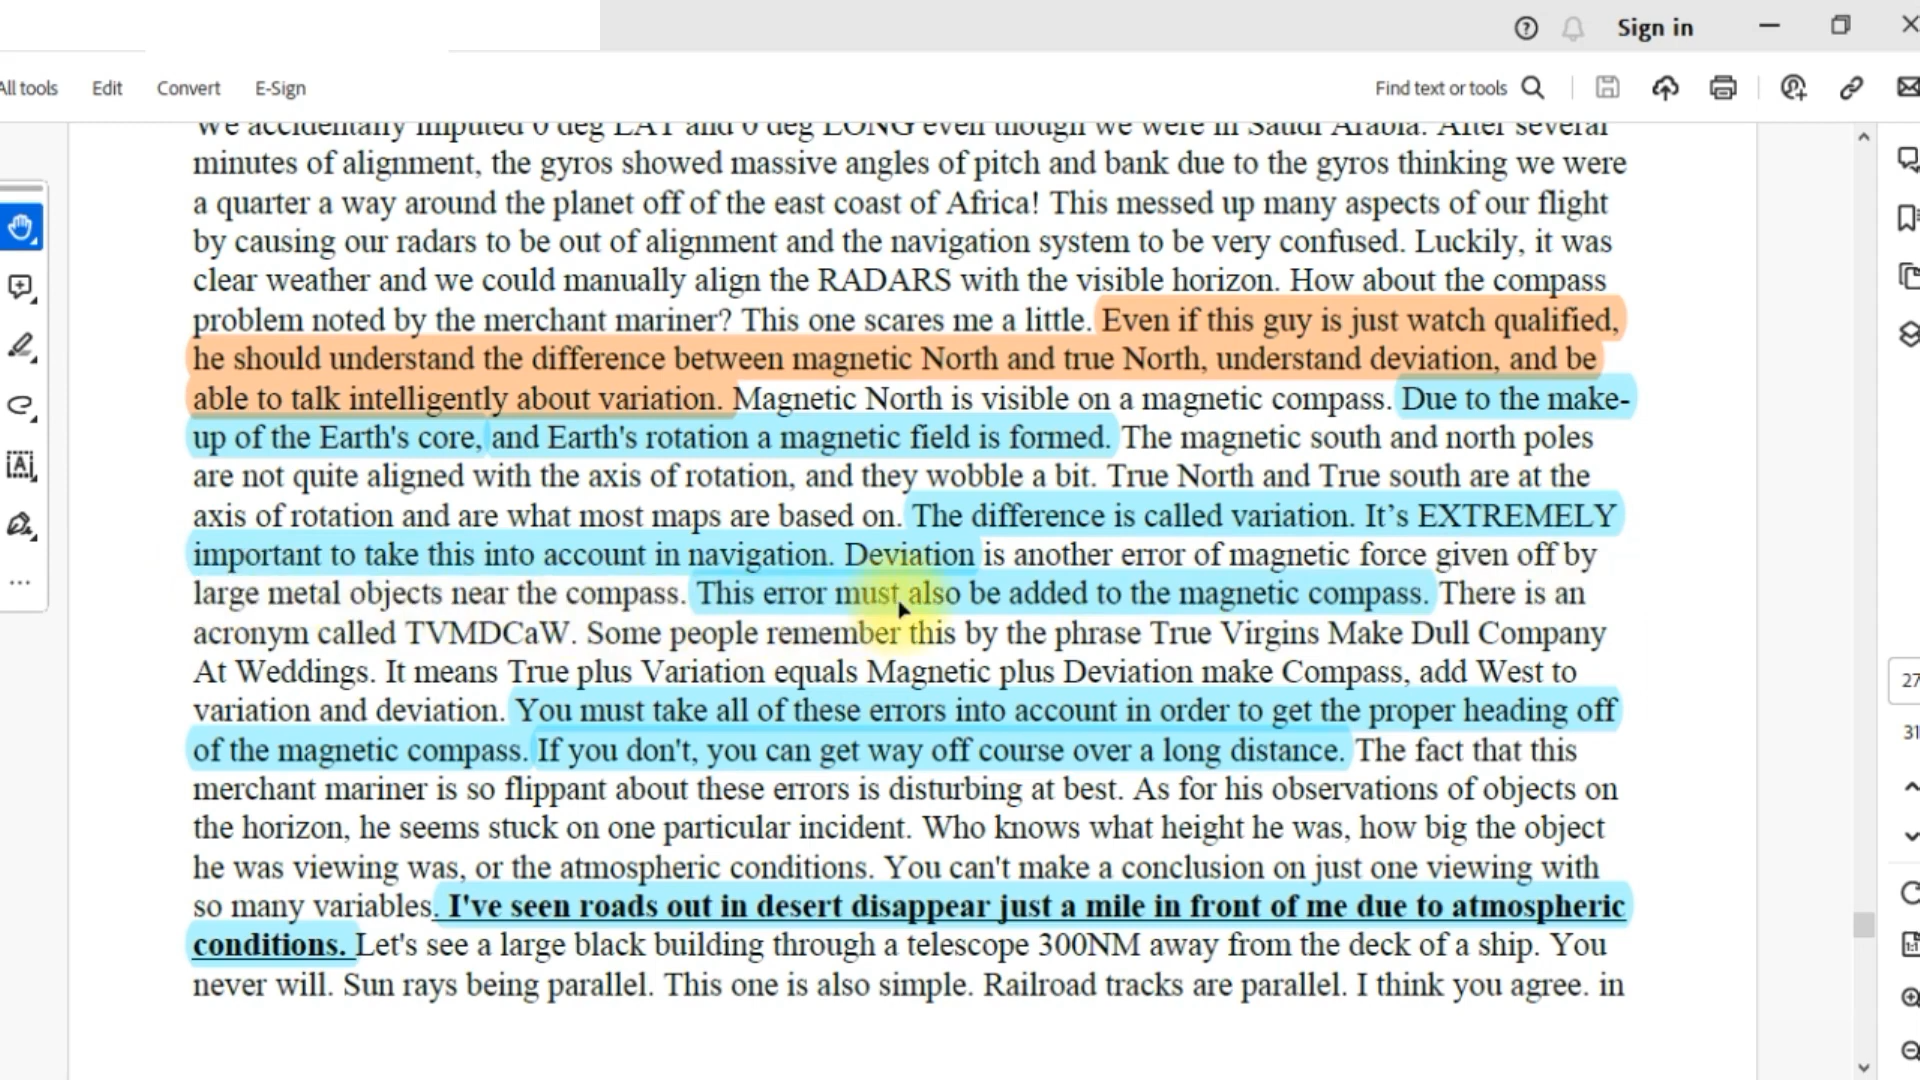 Sign in
All tools Edit Convert E-Sign Find text or tools
We accidentally imputed 0 deg LAT and 0 deg LONG even though we were in Saudi Arabia. After several
minutes of alignment, the gyros showed massive angles of pitch and bank due to the gyros thinking we were
a quarter a way around the planet off of the east coast of Africa! This messed up many aspects of our flight
by causing our radars to be out of alignment and the navigation system to be very confused. Luckily, it was
clear weather and we could manually align the RADARS with the visible horizon. How about the compass
problem noted by the merchant mariner? This one scares me a little. Even if this guy is just watch qualified,
he should understand the difference between magnetic North and true North, understand deviation, and be
able to talk intelligently about variation. Magnetic North is visible on a magnetic compass. Due to the make-
up of the Earth's core, and Earth's rotation a magnetic field is formed. The magnetic south and north poles
are not quite aligned with the axis of rotation, and they wobble a bit. True North and True south are at the
axis of rotation and are what most maps are based on. The difference is called variation. It’s EXTREMELY
important to take this into account in navigation. Deviation is another error of magnetic force given off by
large metal objects near the compass. This error must also be added to the magnetic compass. There is an
acronym called TVMDCaW. Some people remember this by the phrase True Virgins Make Dull Company
At Weddings. It means True plus Variation equals Magnetic plus Deviation make Compass, add West to
variation and deviation. You must take all of these errors into account in order to get the proper heading off
of the magnetic compass. If you don't, you can get way off course over a long distance. The fact that this
merchant mariner is so flippant about these errors is disturbing at best. As for his observations of objects on
the horizon, he seems stuck on one particular incident. Who knows what height he was, how big the object
he was viewing was, or the atmospheric conditions. You can't make a conclusion on just one viewing with
so many variables. I've seen roads out in desert disappear just a mile in front of me due to atmospheric
conditions. Let's see a large black building through a telescope 300NM away from the deck of a ship. You
never will. Sun rays being parallel. This one is also simple. Railroad tracks are parallel. I think you agree. in
27
31